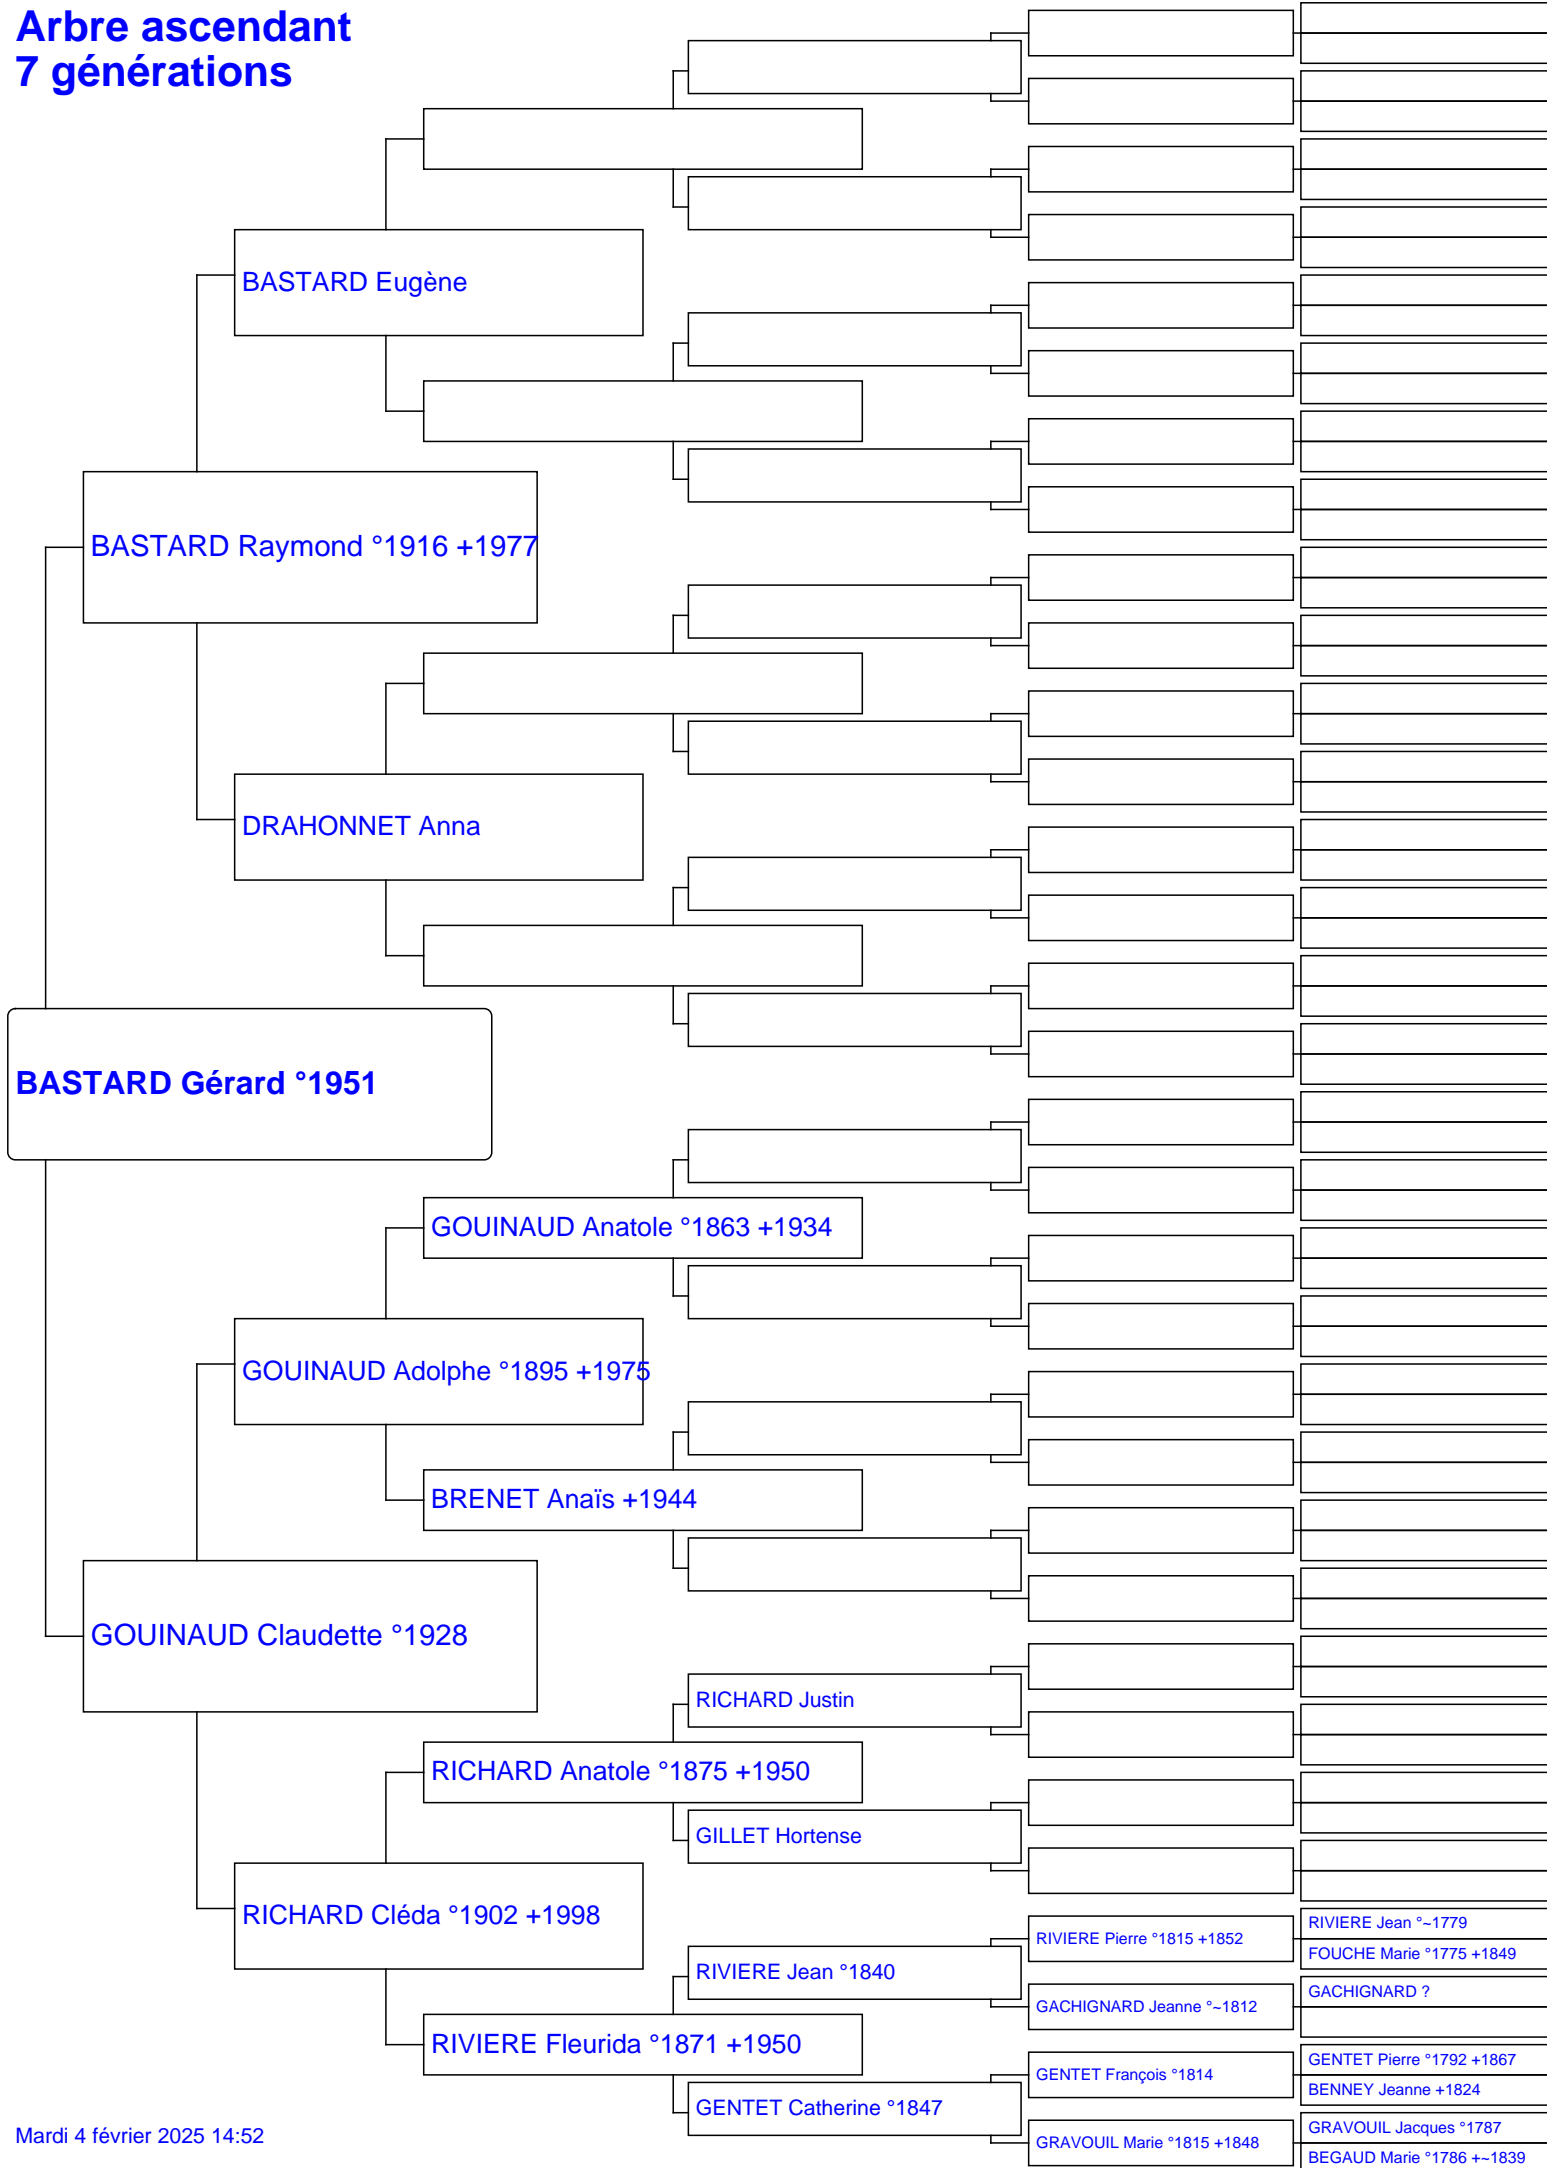 Arbre ascendant
7 générations
BASTARD Eugène
BASTARD Raymond °1916 +1977
DRAHONNET Anna
BASTARD Gérard °1951
GOUINAUD Anatole °1863 +1934
GOUINAUD Adolphe °1895 +1975
BRENET Anaïs +1944
GOUINAUD Claudette °1928
RICHARD Justin
RICHARD Anatole °1875 +1950
GILLET Hortense
RICHARD Cléda °1902 +1998
RIVIERE Jean °~1779
RIVIERE Pierre °1815 +1852
FOUCHE Marie °1775 +1849
RIVIERE Jean °1840
GACHIGNARD ?
GACHIGNARD Jeanne °~1812
RIVIERE Fleurida °1871 +1950
GENTET Pierre °1792 +1867
GENTET François °1814
BENNEY Jeanne +1824
GENTET Catherine °1847
GRAVOUIL Jacques °1787
GRAVOUIL Marie °1815 +1848
BEGAUD Marie °1786 +~1839
Mardi 4 février 2025 14:52